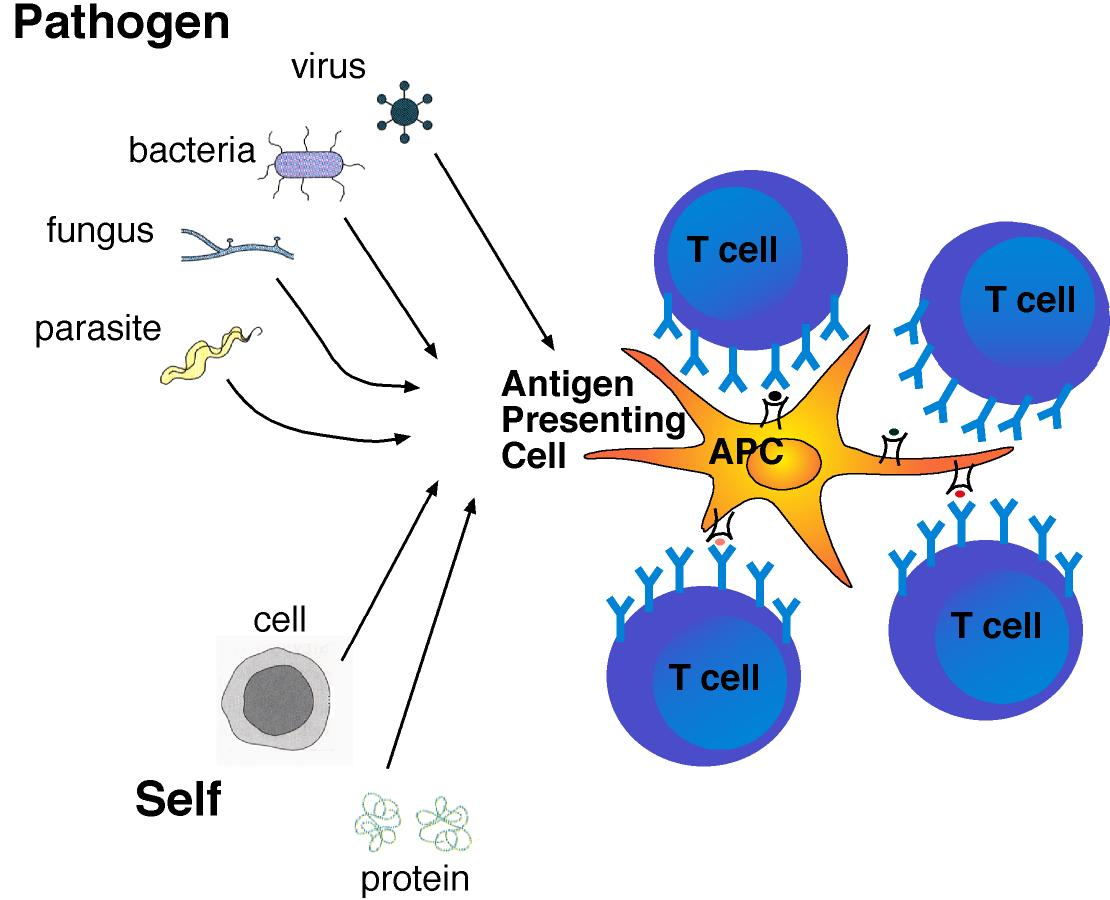 Pathogen
virus
bacteria
fungus
parasite
T cell
T cell
Antigen
Presenting
Cell
APC
cell
T cell
T cell
Self
protein